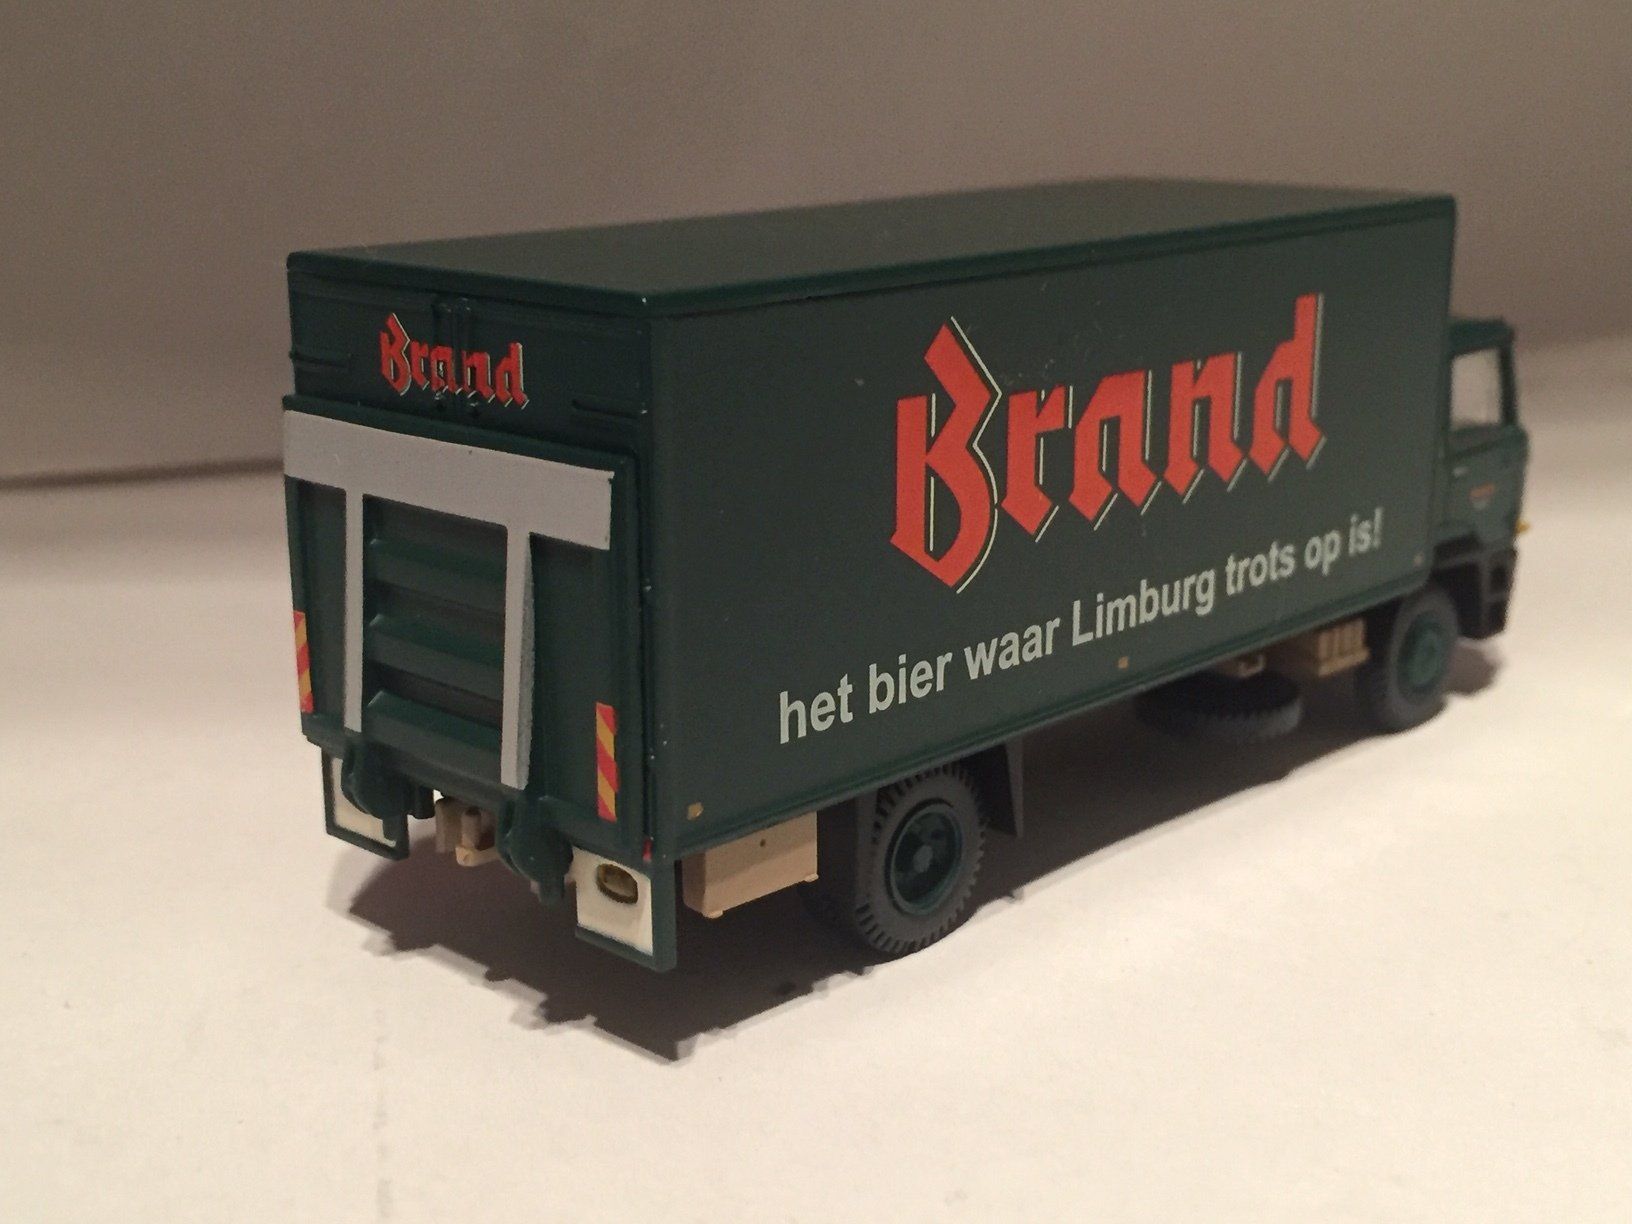 Brand
Brand
het bier waar Limburg trots op is!